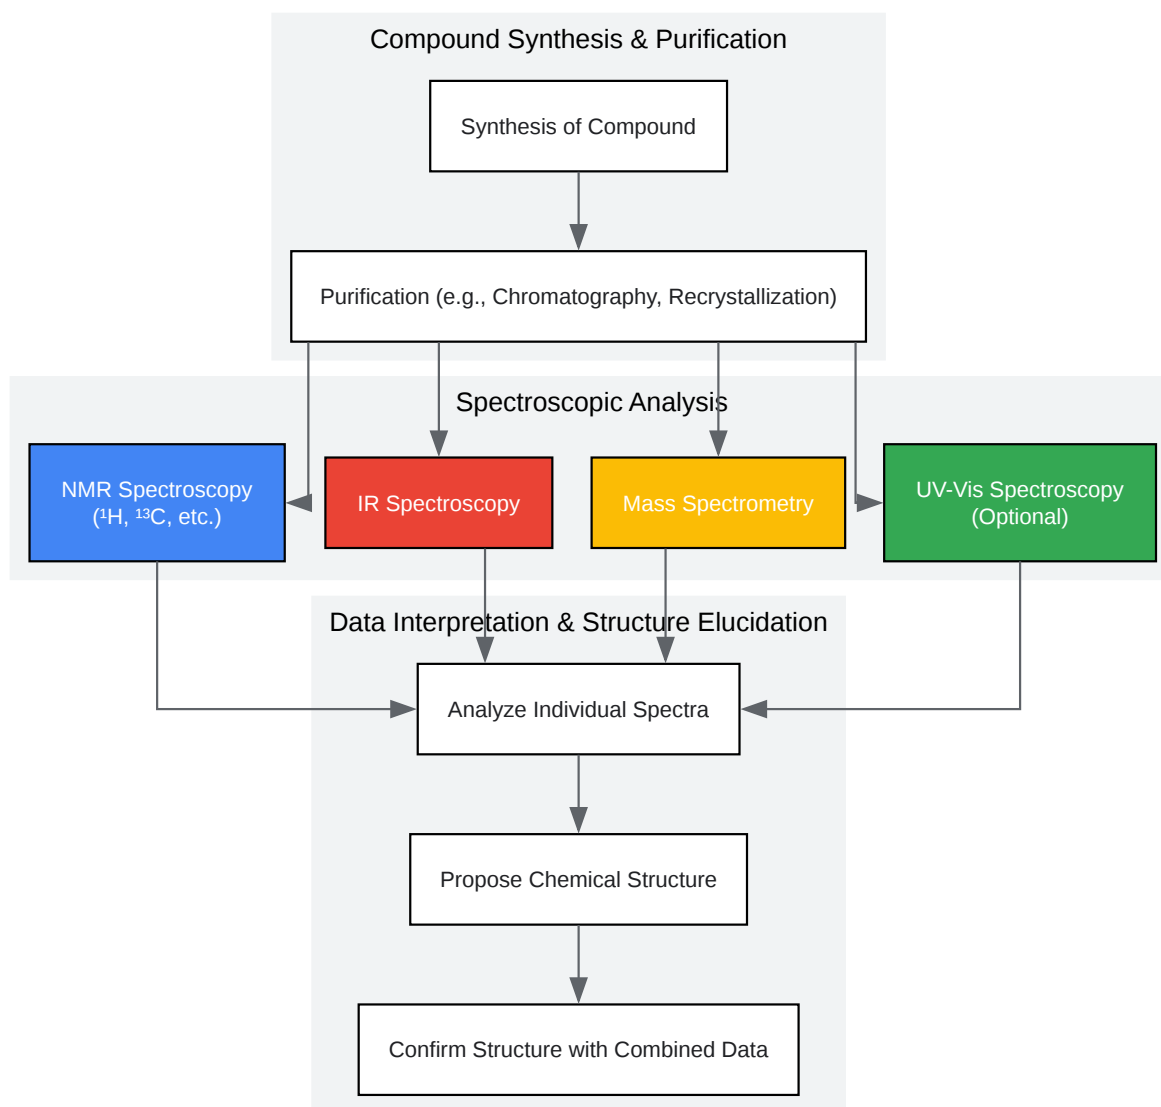 Compound Synthesis & Purification
Synthesis of Compound
Purification (e.g., Chromatography, Recrystallization)
Spectroscopic Analysis
NMR Spectroscopy
(¹H, ¹³C, etc.)
IR Spectroscopy
Mass Spectrometry
UV-Vis Spectroscopy
(Optional)
Data Interpretation & Structure Elucidation
Analyze Individual Spectra
Propose Chemical Structure
Confirm Structure with Combined Data